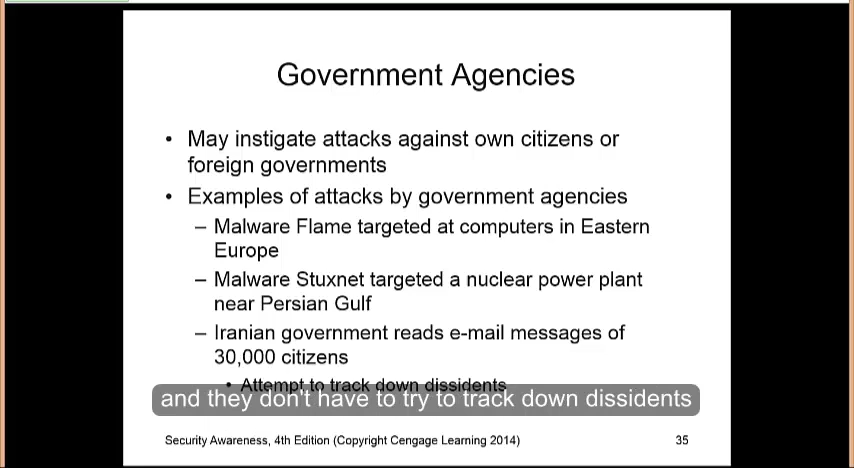 Government Agencies
• May instigate attacks against own citizens or
foreign governments
• Examples of attacks by government agencies
– Malware Flame targeted at computers in Eastern
Europe
– Malware Stuxnet targeted a nuclear power plant
near Persian Gulf
– Iranian government reads e-mail messages of
30,000 citizens
• Attempt to track down dissidents
and they don't have to try to track down dissidents
Security Awareness, 4th Edition (Copyright Cengage Learning 2014) 35